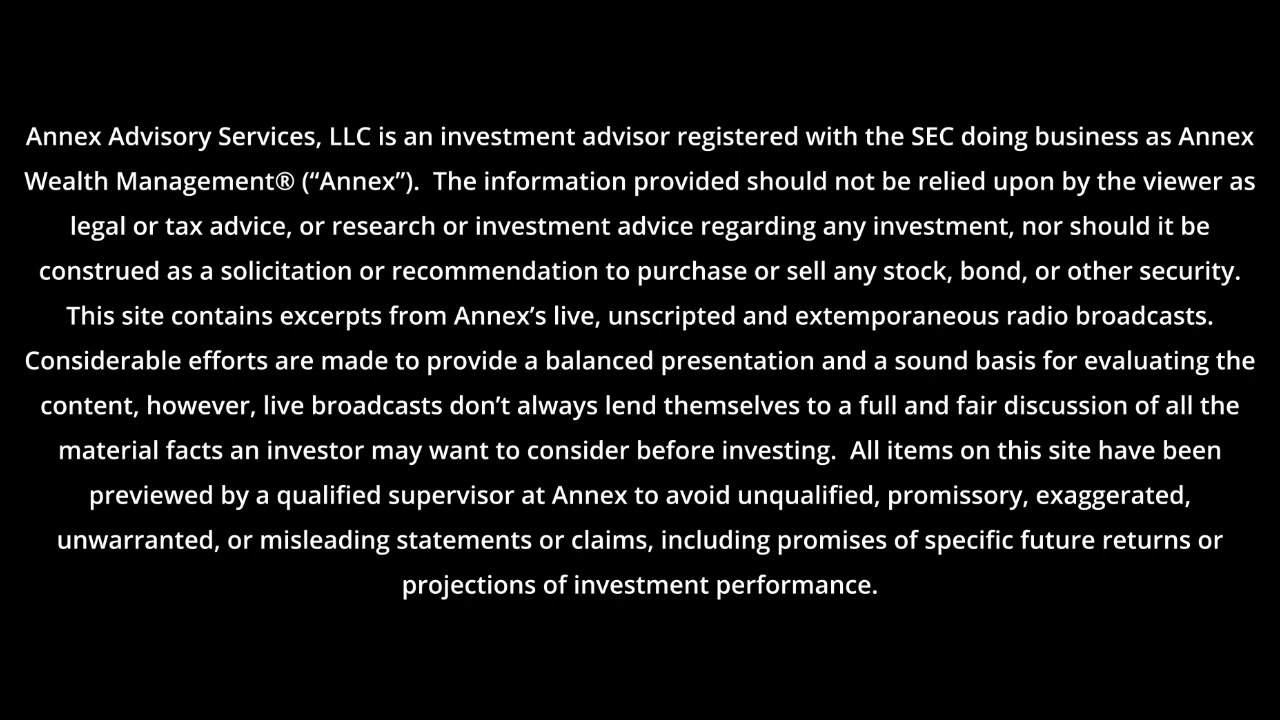 Annex Advisory Services, LLC is an investment advisor registered with the SEC doing business as Annex
Wealth Management® (“Annex”).  The information provided should not be relied upon by the viewer as
legal or tax advice, or research or investment advice regarding any investment, nor should it be
construed as a solicitation or recommendation to purchase or sell any stock, bond, or other security.
This site contains excerpts from Annex’s live, unscripted and extemporaneous radio broadcasts.
Considerable efforts are made to provide a balanced presentation and a sound basis for evaluating the
content, however, live broadcasts don’t always lend themselves to a full and fair discussion of all the
material facts an investor may want to consider before investing.  All items on this site have been
previewed by a qualified supervisor at Annex to avoid unqualified, promissory, exaggerated,
unwarranted, or misleading statements or claims, including promises of specific future returns or
projections of investment performance.